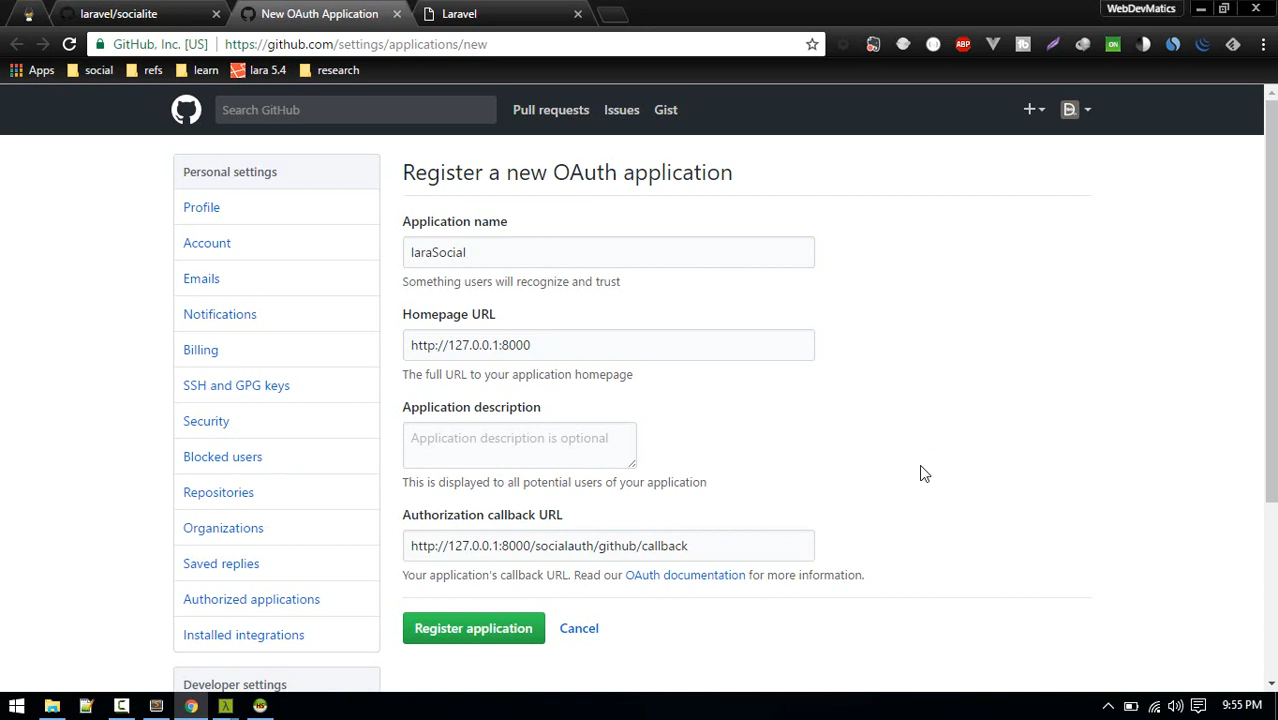 laravel/socialite
New OAuth Application
Laravel
WebDevMatics
GitHub, Inc. [US]
https://github.com/settings/applications/new
ABP
ON
Apps
social
refs
learn
lara 5.4
research
Search GitHub
Pull requests
Issues
Gist
Personal settings
Profile
Account
Emails
Notifications
Billing
SSH and GPG keys
Security
Blocked users
Repositories
Organizations
Saved replies
Authorized applications
Installed integrations
Developer settings
Register a new OAuth application
Application name
laraSocial
Something users will recognize and trust
Homepage URL
http://127.0.0.1:8000
The full URL to your application homepage
Application description
Application description is optional
This is displayed to all potential users of your application
Authorization callback URL
http://127.0.0.1:8000/socialauth/github/callback
Your application's callback URL. Read our OAuth documentation for more information.
Register application
Cancel
9:55 PM